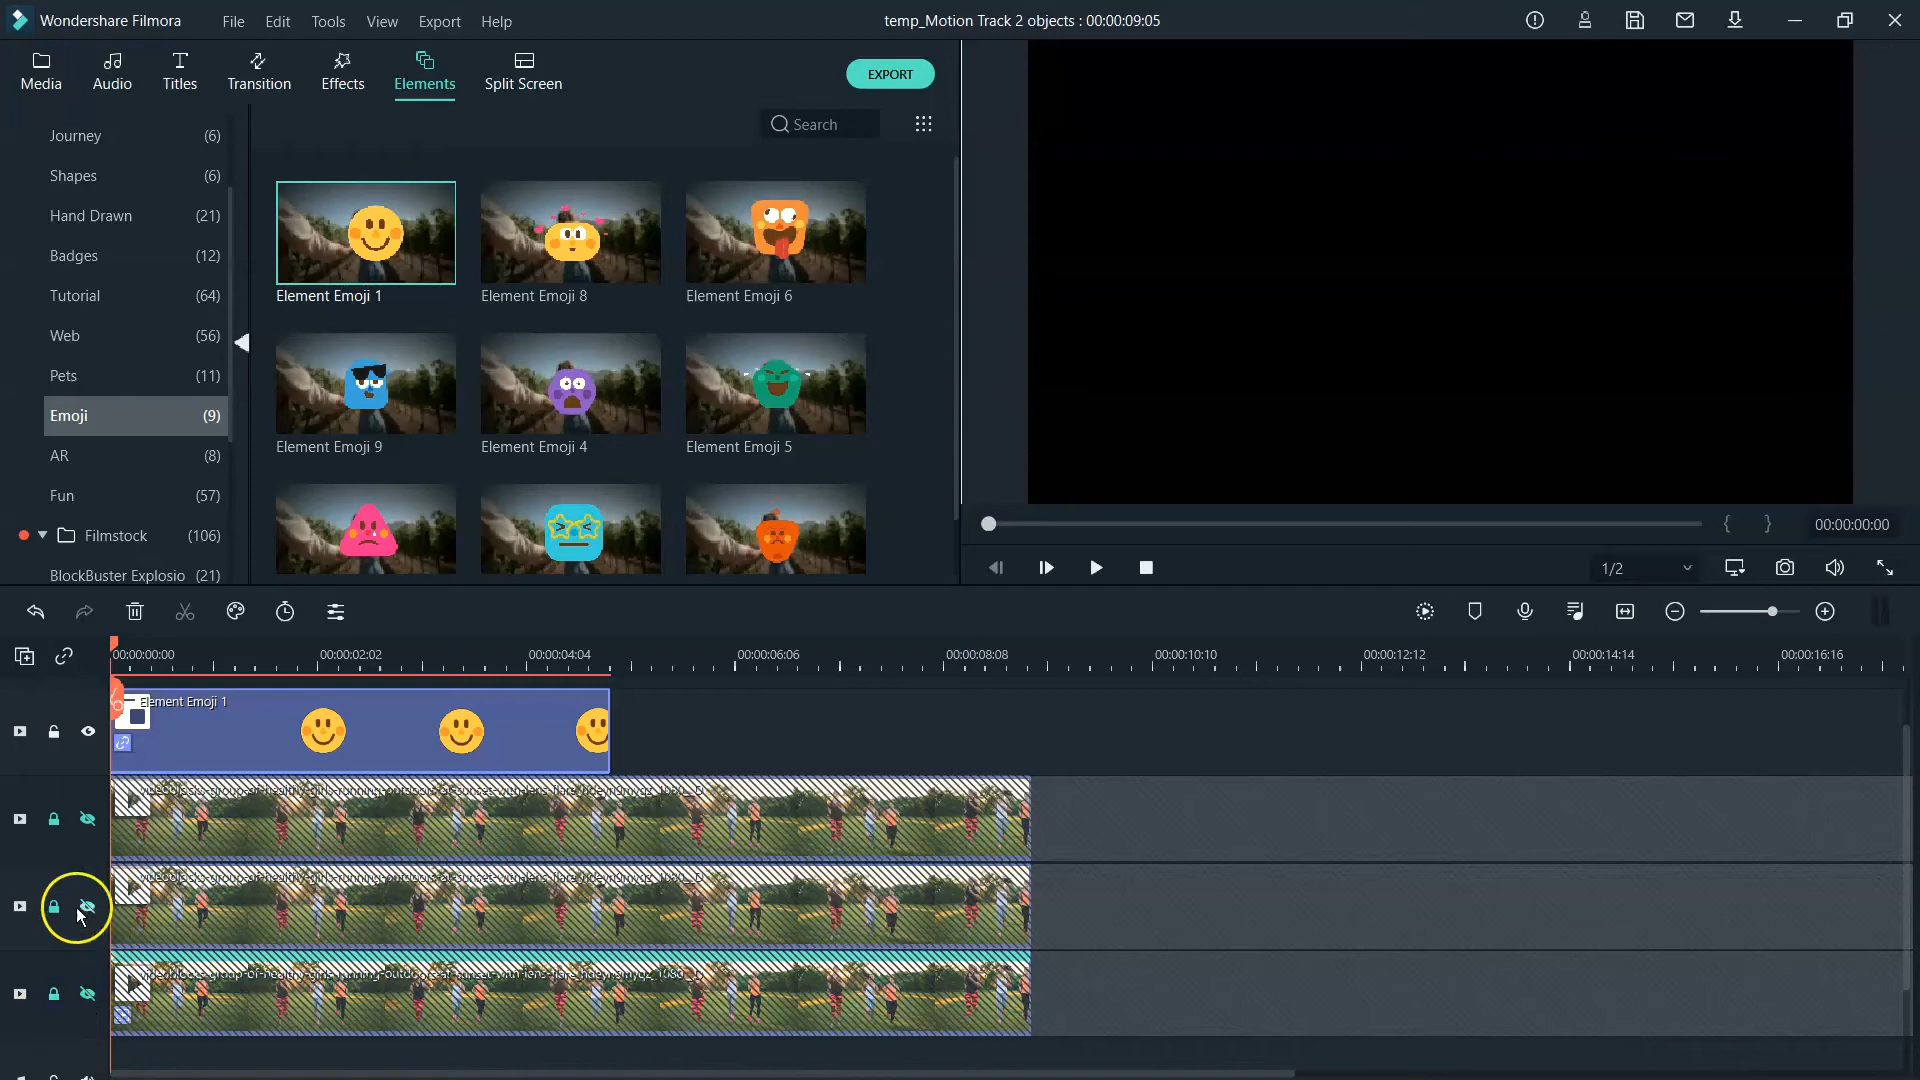 Wondershare Filmora
File Edit Tools View Export Help
temp_Motion Track 2 objects : 00:00:09:05
Media Audio Titles Transition Effects Elements Split Screen
EXPORT
Search
Journey (6)
Shapes (6)
Hand Drawn (21)
Badges (12)
Tutorial (64)
Web (56)
Pets (11)
Emoji (9)
AR (8)
Fun (57)
Filmstock (106)
BlockBuster Explosio (21)
Element Emoji 1
Element Emoji 8
Element Emoji 6
Element Emoji 9
Element Emoji 4
Element Emoji 5
{ } 00:00:00:00
1/2
00:00:00:00 00:00:02:02 00:00:04:04 00:00:06:06 00:00:08:08 00:00:10:10 00:00:12:12 00:00:14:14 00:00:16:16
Element Emoji 1